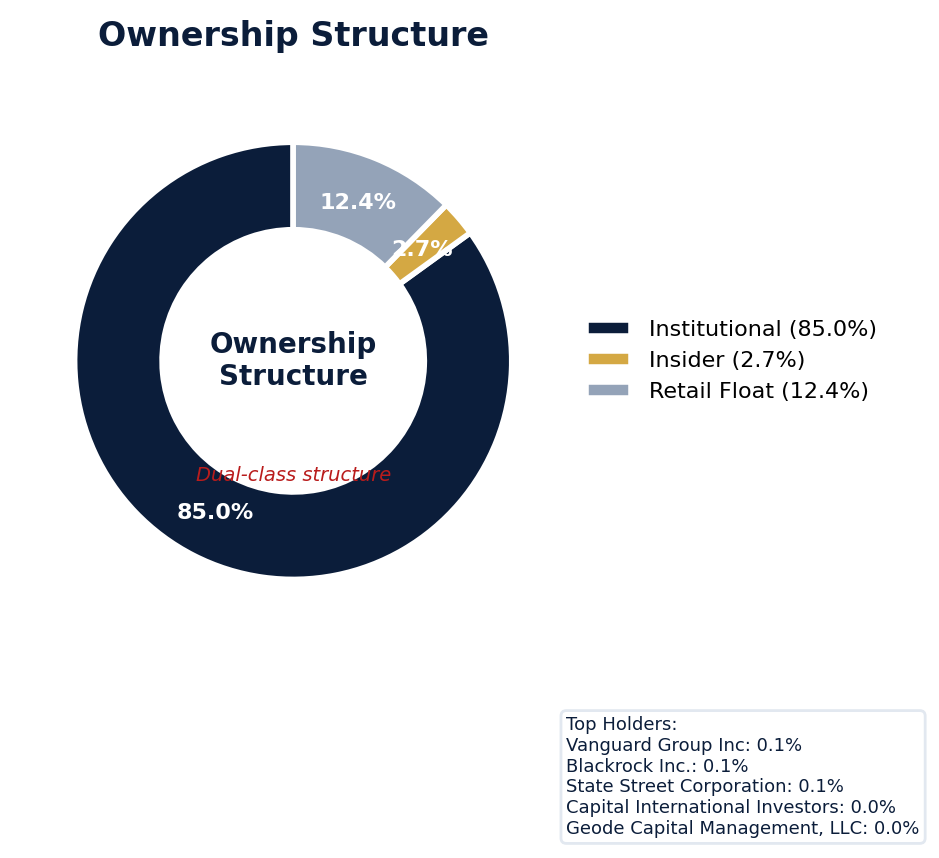 Ownership Structure
12.4%
2.7%
Ownership
Structure
Dual-class structure
85.0%
Institutional (85.0%)
Insider (2.7%)
Retail Float (12.4%)
Top Holders:
Vanguard Group Inc: 0.1%
Blackrock Inc.: 0.1%
State Street Corporation: 0.1%
Capital International Investors: 0.0%
Geode Capital Management, LLC: 0.0%